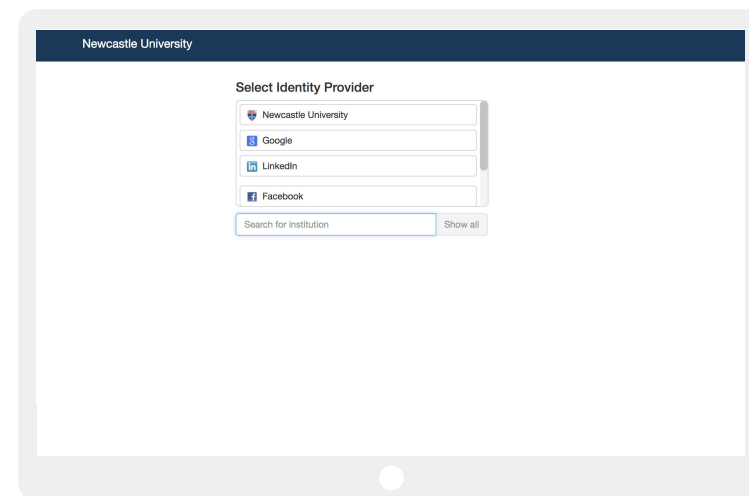 Newcastle University
Select Identity Provider
Newcastle University
Google
LinkedIn
Facebook
Search for institution Show all